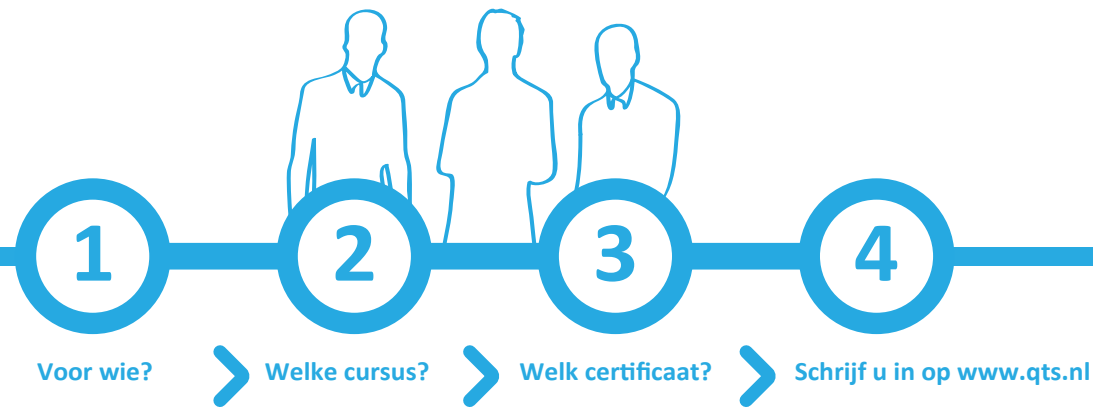 1
2
3
4
Voor wie?
Welke cursus?
Welk certificaat?
Schrijf u in op www.qts.nl